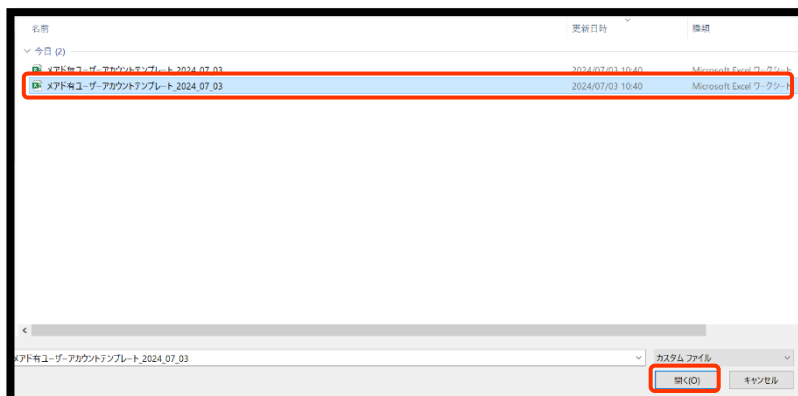 名前 更新日時 種類
今日 (2)
メアド無ユーザーアカウントテンプレート_2024_07_03 2024/07/03 10:40 Microsoft Excel ワークシート
メアド有ユーザーアカウントテンプレート_2024_07_03 2024/07/03 10:40 Microsoft Excel ワークシート
メアド有ユーザーアカウントテンプレート_2024_07_03 カスタム ファイル
開く(O) キャンセル